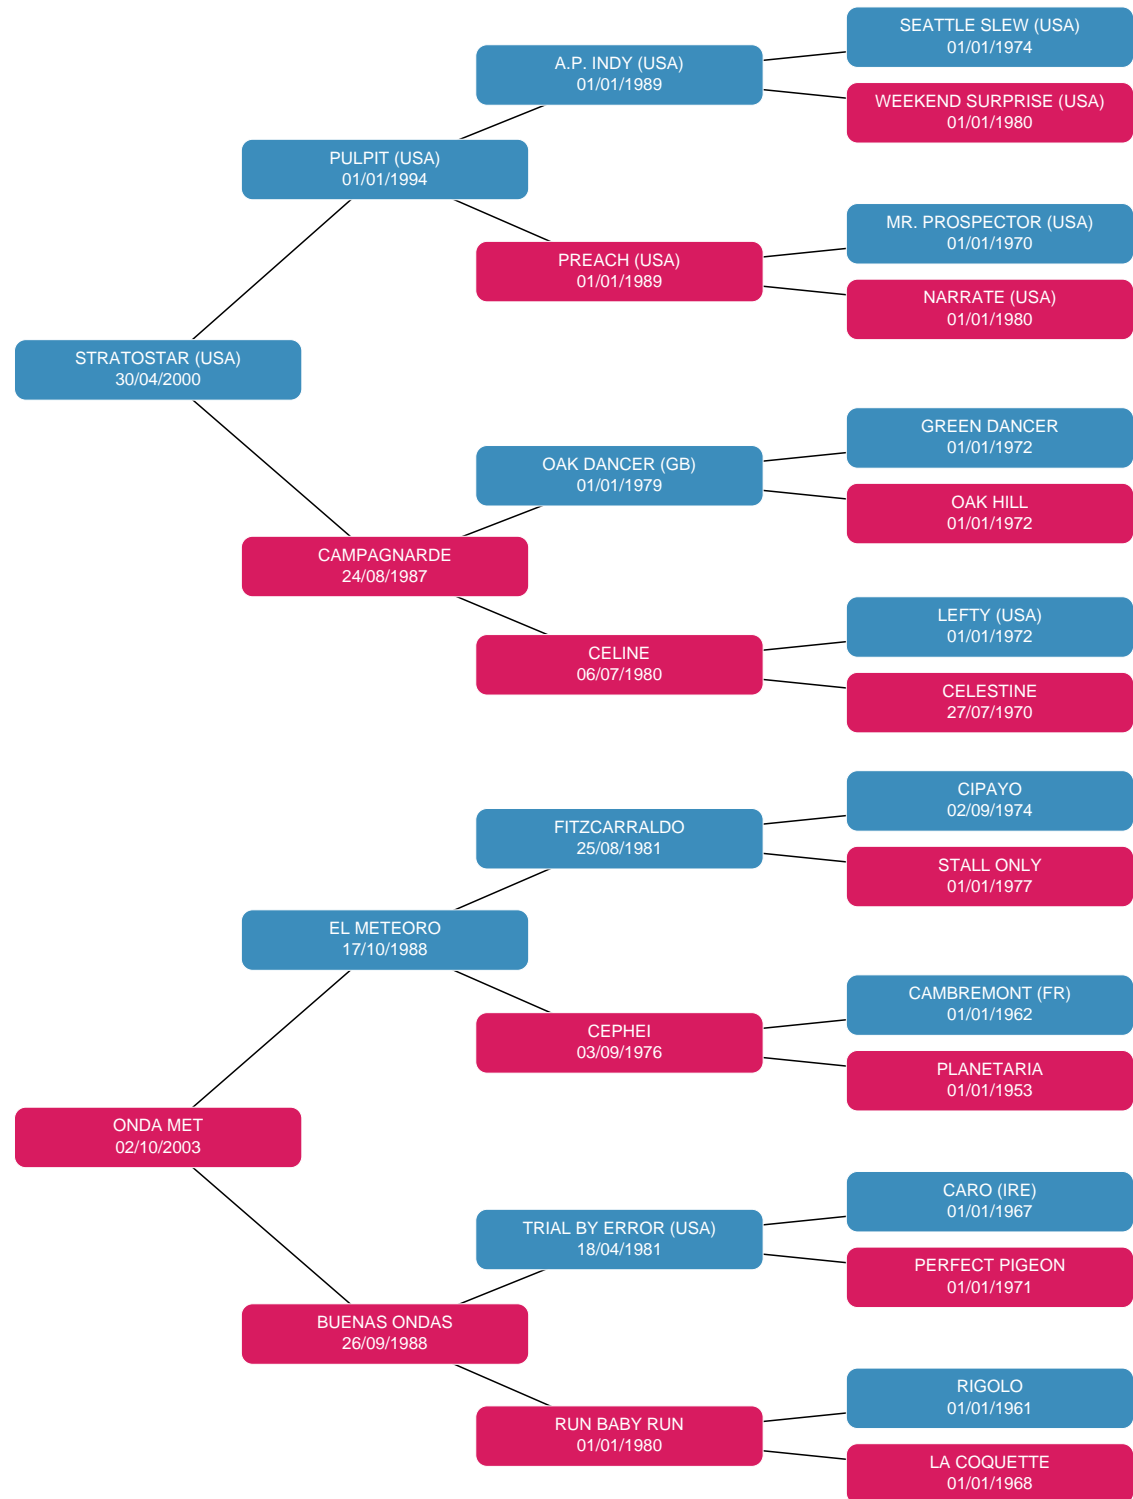 SEATTLE SLEW (USA)
01/01/1974
A.P. INDY (USA)
01/01/1989
WEEKEND SURPRISE (USA)
01/01/1980
PULPIT (USA)
01/01/1994
MR. PROSPECTOR (USA)
01/01/1970
PREACH (USA)
01/01/1989
NARRATE (USA)
01/01/1980
STRATOSTAR (USA)
30/04/2000
GREEN DANCER
01/01/1972
OAK DANCER (GB)
01/01/1979
OAK HILL
01/01/1972
CAMPAGNARDE
24/08/1987
LEFTY (USA)
01/01/1972
CELINE
06/07/1980
CELESTINE
27/07/1970
CIPAYO
02/09/1974
FITZCARRALDO
25/08/1981
STALL ONLY
01/01/1977
EL METEORO
17/10/1988
CAMBREMONT (FR)
01/01/1962
CEPHEI
03/09/1976
PLANETARIA
01/01/1953
ONDA MET
02/10/2003
CARO (IRE)
01/01/1967
TRIAL BY ERROR (USA)
18/04/1981
PERFECT PIGEON
01/01/1971
BUENAS ONDAS
26/09/1988
RIGOLO
01/01/1961
RUN BABY RUN
01/01/1980
LA COQUETTE
01/01/1968